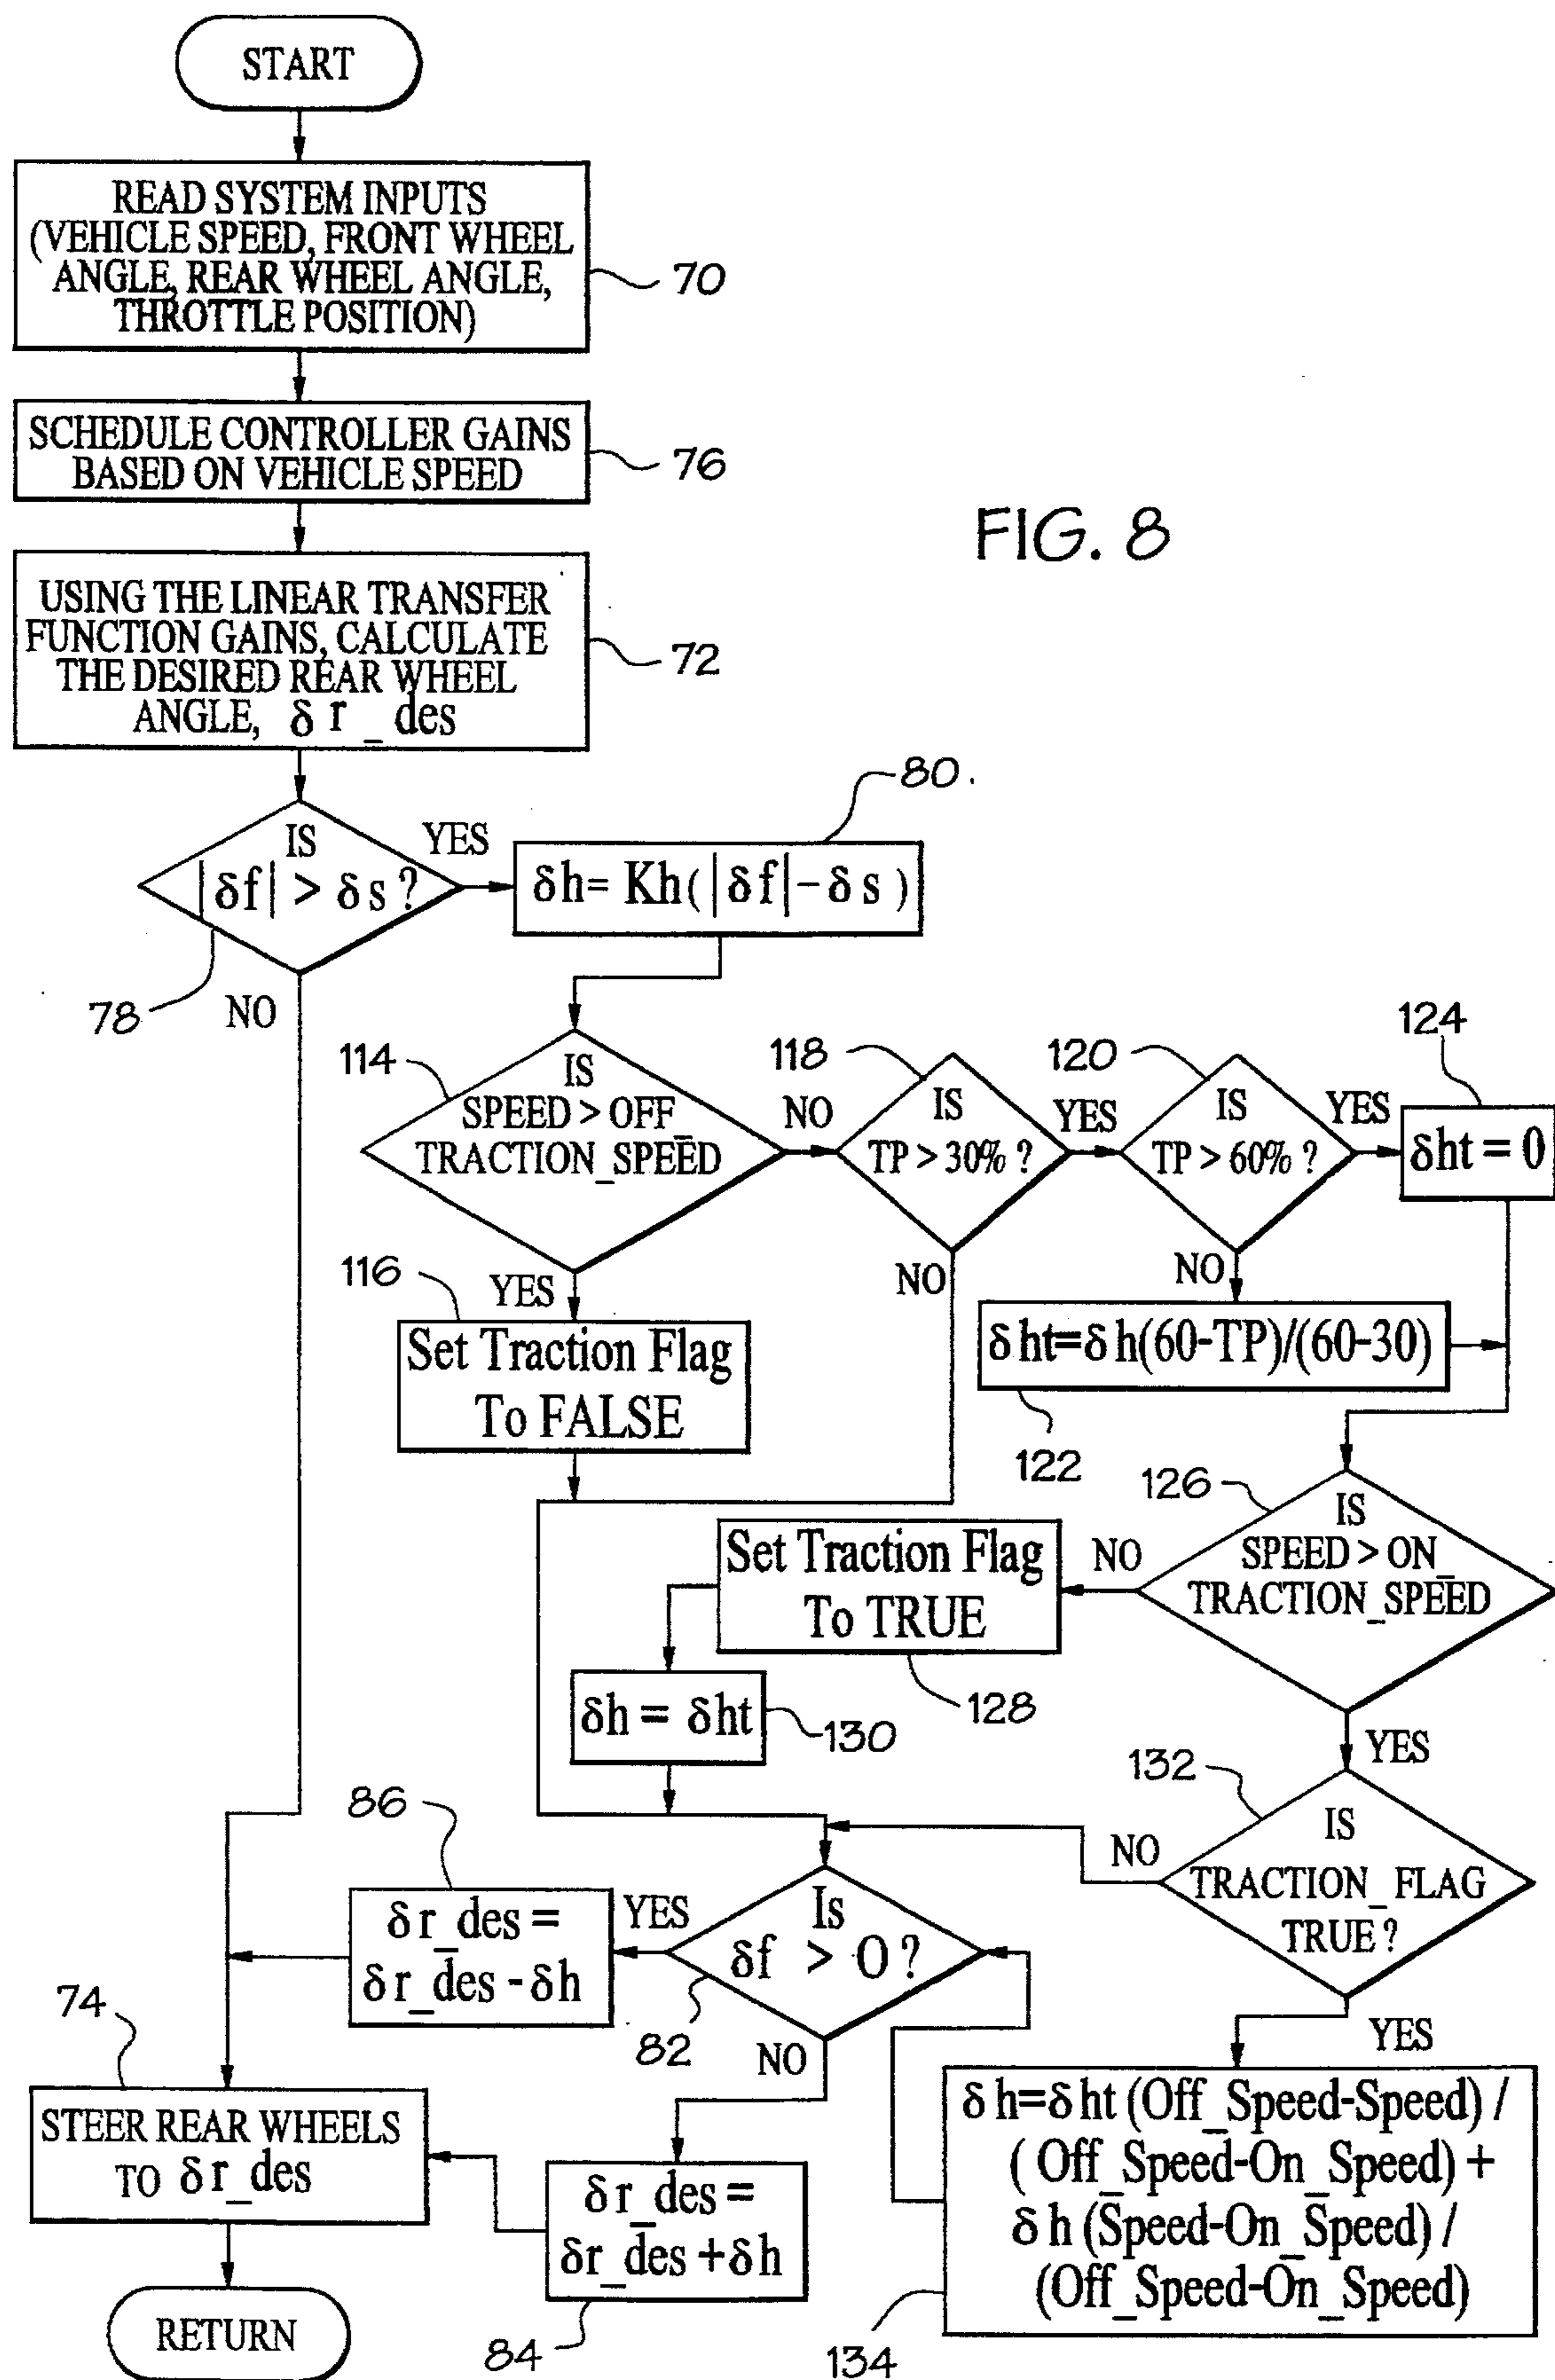 START
READ SYSTEM INPUTS
(VEHICLE SPEED, FRONT WHEEL
ANGLE, REAR WHEEL ANGLE,
THROTTLE POSITION)
70
SCHEDULE CONTROLLER GAINS
BASED ON VEHICLE SPEED
76
FIG. 8
USING THE LINEAR TRANSFER
FUNCTION GAINS, CALCULATE
THE DESIRED REAR WHEEL
ANGLE, δ r _ des
72
IS
|δf| > δs ?
YES
NO
78
δh= Kh(|δf|-δs)
80
IS
SPEED > OFF_
TRACTION_SPEED
114
NO
YES
IS
TP > 30% ?
118
YES
NO
IS
TP > 60% ?
120
YES
NO
δht = 0
124
Set Traction Flag
To FALSE
116
δht=δh(60-TP)/(60-30)
122
IS
SPEED > ON_
TRACTION_SPEED
126
NO
YES
Set Traction Flag
To TRUE
128
δh = δht
130
IS
TRACTION_FLAG
TRUE ?
132
NO
YES
Is
δf > O ?
82
YES
NO
δr_des =
δr_des - δh
86
STEER REAR WHEELS
TO δr_des
74
δr_des =
δr_des +δh
84
δh=δht (Off_Speed-Speed) /
(Off_Speed-On_Speed) +
δh (Speed-On_Speed) /
(Off_Speed-On_Speed)
134
RETURN